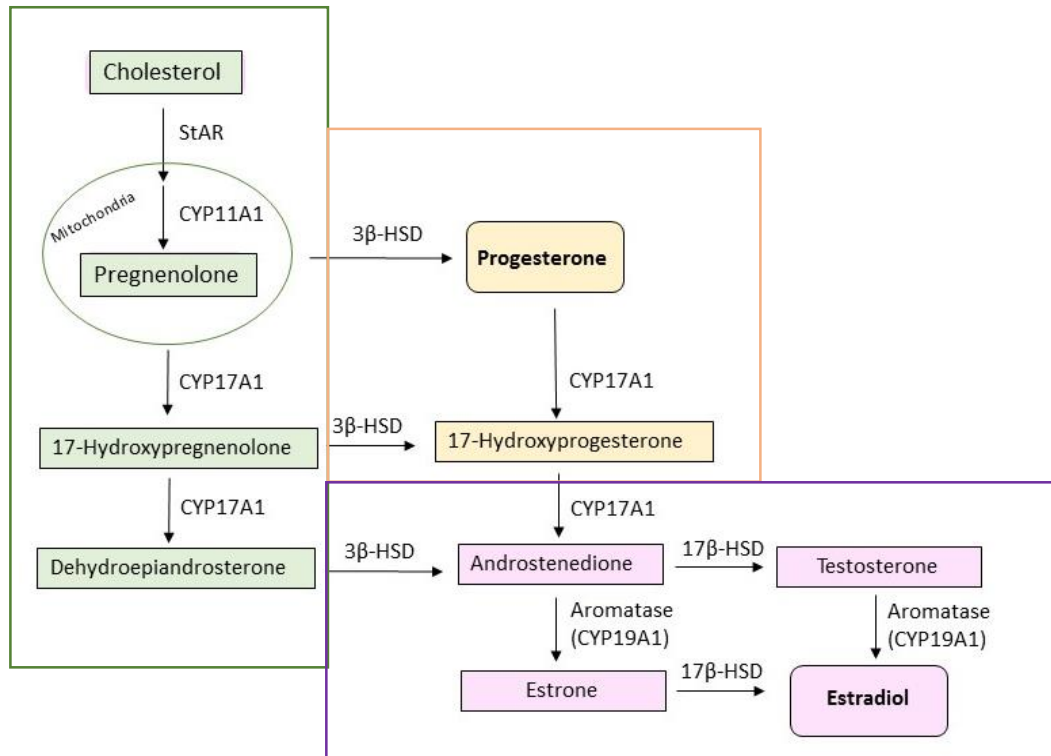 Cholesterol
StAR
Mitochondria
CYP11A1
Pregnenolone
3β-HSD
Progesterone
CYP17A1
CYP17A1
17-Hydroxypregnenolone
3β-HSD
17-Hydroxyprogesterone
CYP17A1
CYP17A1
Dehydroepiandrosterone
3β-HSD
Androstenedione
17β-HSD
Testosterone
Aromatase
(CYP19A1)
Aromatase
(CYP19A1)
Estrone
17β-HSD
Estradiol